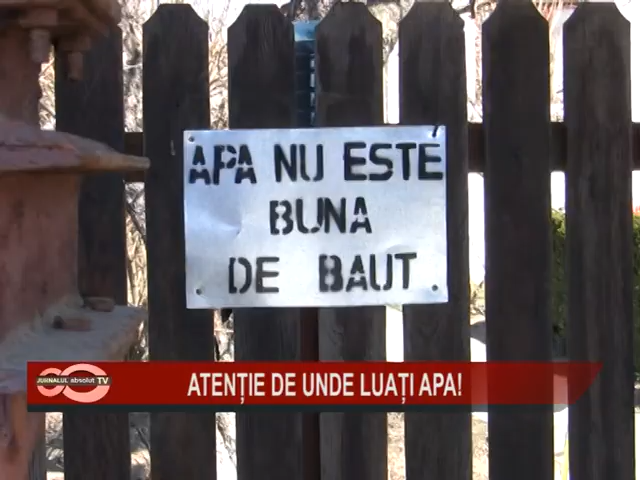 APA NU ESTE
BUNA
DE BAUT
JURNALUL absolut TV
ATENȚIE DE UNDE LUAȚI APA!